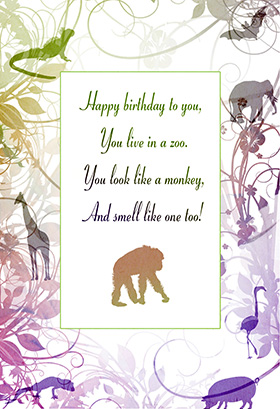 Happy birthday to you,
You live in a zoo.
You look like a monkey,
And smell like one too!